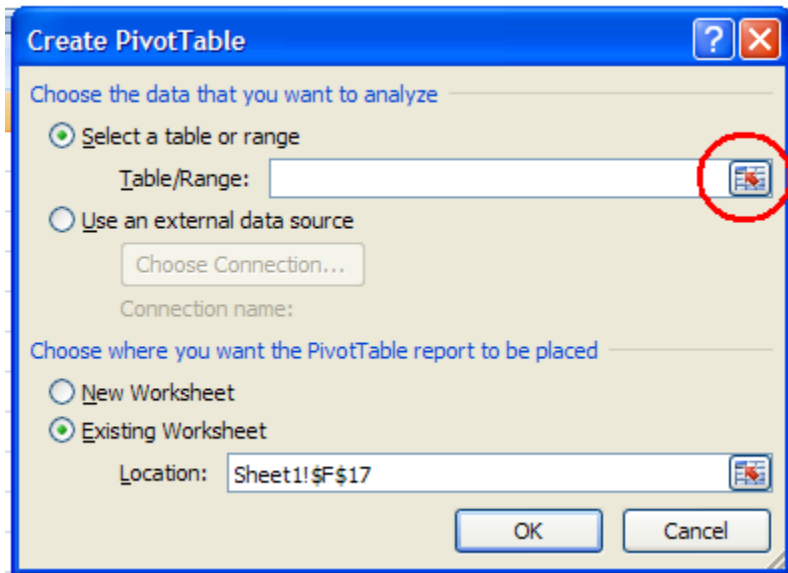 Create PivotTable
Choose the data that you want to analyze
Select a table or range
Table/Range:
Use an external data source
Choose Connection...
Connection name:
Choose where you want the PivotTable report to be placed
New Worksheet
Existing Worksheet
Location: Sheet1!$F$17
OK Cancel